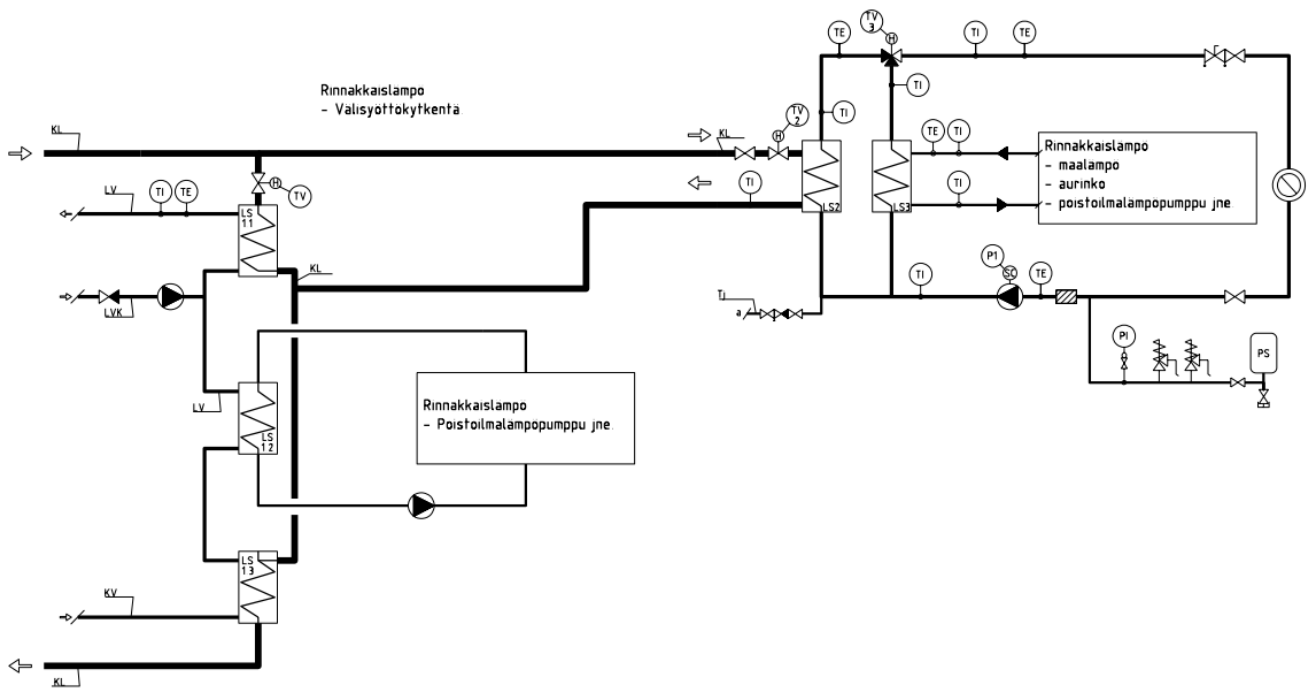 TE
TV
3
H
TI
TE
TI
TI
Rinnakkaislampo
- Välisyöttökytkentä
TV
2
H
KL
KL
TE
TI
Rinnakkaislampo
- maalampo
- aurinko
- poistoilmalampopumppu jne.
LV
TI
TE
H
TV
TI
TI
LS2
LS3
LS
11
KL
P1
SC
TI
TE
LVK
Tj
a
PI
PS
LV
LS
12
Rinnakkaislampo
- Poistoilmalämpöpumppu jne.
LS
13
KV
KL